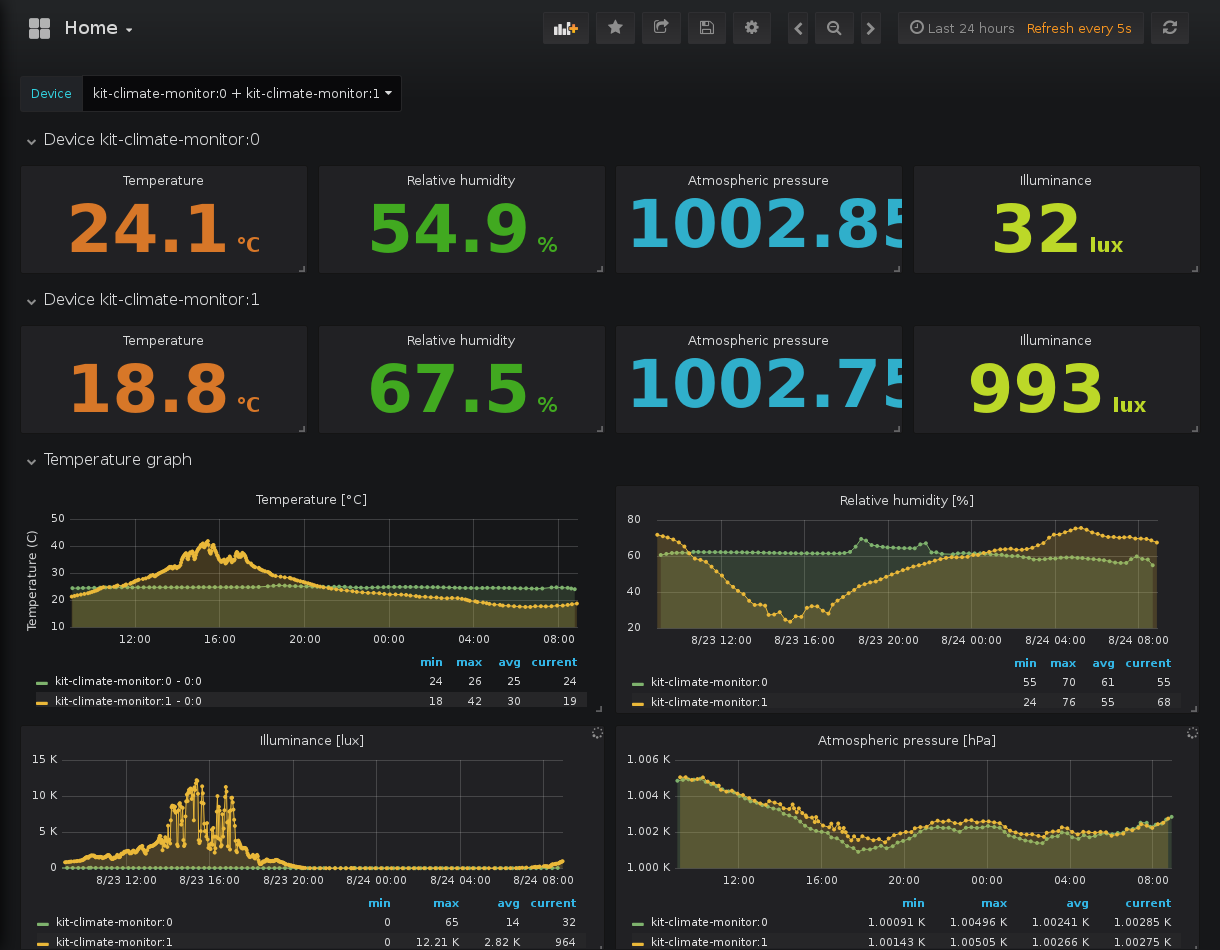 Home
Last 24 hours Refresh every 5s
Device kit-climate-monitor:0 + kit-climate-monitor:1
Device kit-climate-monitor:0
Temperature Relative humidity Atmospheric pressure Illuminance
24.1 °C 54.9 % 1002.85 32 lux
Device kit-climate-monitor:1
Temperature Relative humidity Atmospheric pressure Illuminance
18.8 °C 67.5 % 1002.75 993 lux
Temperature graph
Temperature [°C]
Temperature (C)
50
40
30
20
10
12:00 16:00 20:00 00:00 04:00 08:00
min max avg current
kit-climate-monitor:0 - 0:0 24 26 25 24
kit-climate-monitor:1 - 0:0 18 42 30 19
Relative humidity [%]
80
60
40
20
8/23 12:00 8/23 16:00 8/23 20:00 8/24 00:00 8/24 04:00 8/24 08:00
min max avg current
kit-climate-monitor:0 55 70 61 55
kit-climate-monitor:1 24 76 55 68
Illuminance [lux]
15 K
10 K
5 K
0
8/23 12:00 8/23 16:00 8/23 20:00 8/24 00:00 8/24 04:00 8/24 08:00
min max avg current
kit-climate-monitor:0 0 65 14 32
kit-climate-monitor:1 0 12.21 K 2.82 K 964
Atmospheric pressure [hPa]
1.006 K
1.004 K
1.002 K
1.000 K
12:00 16:00 20:00 00:00 04:00 08:00
min max avg current
kit-climate-monitor:0 1.00091 K 1.00496 K 1.00241 K 1.00285 K
kit-climate-monitor:1 1.00143 K 1.00505 K 1.00266 K 1.00275 K